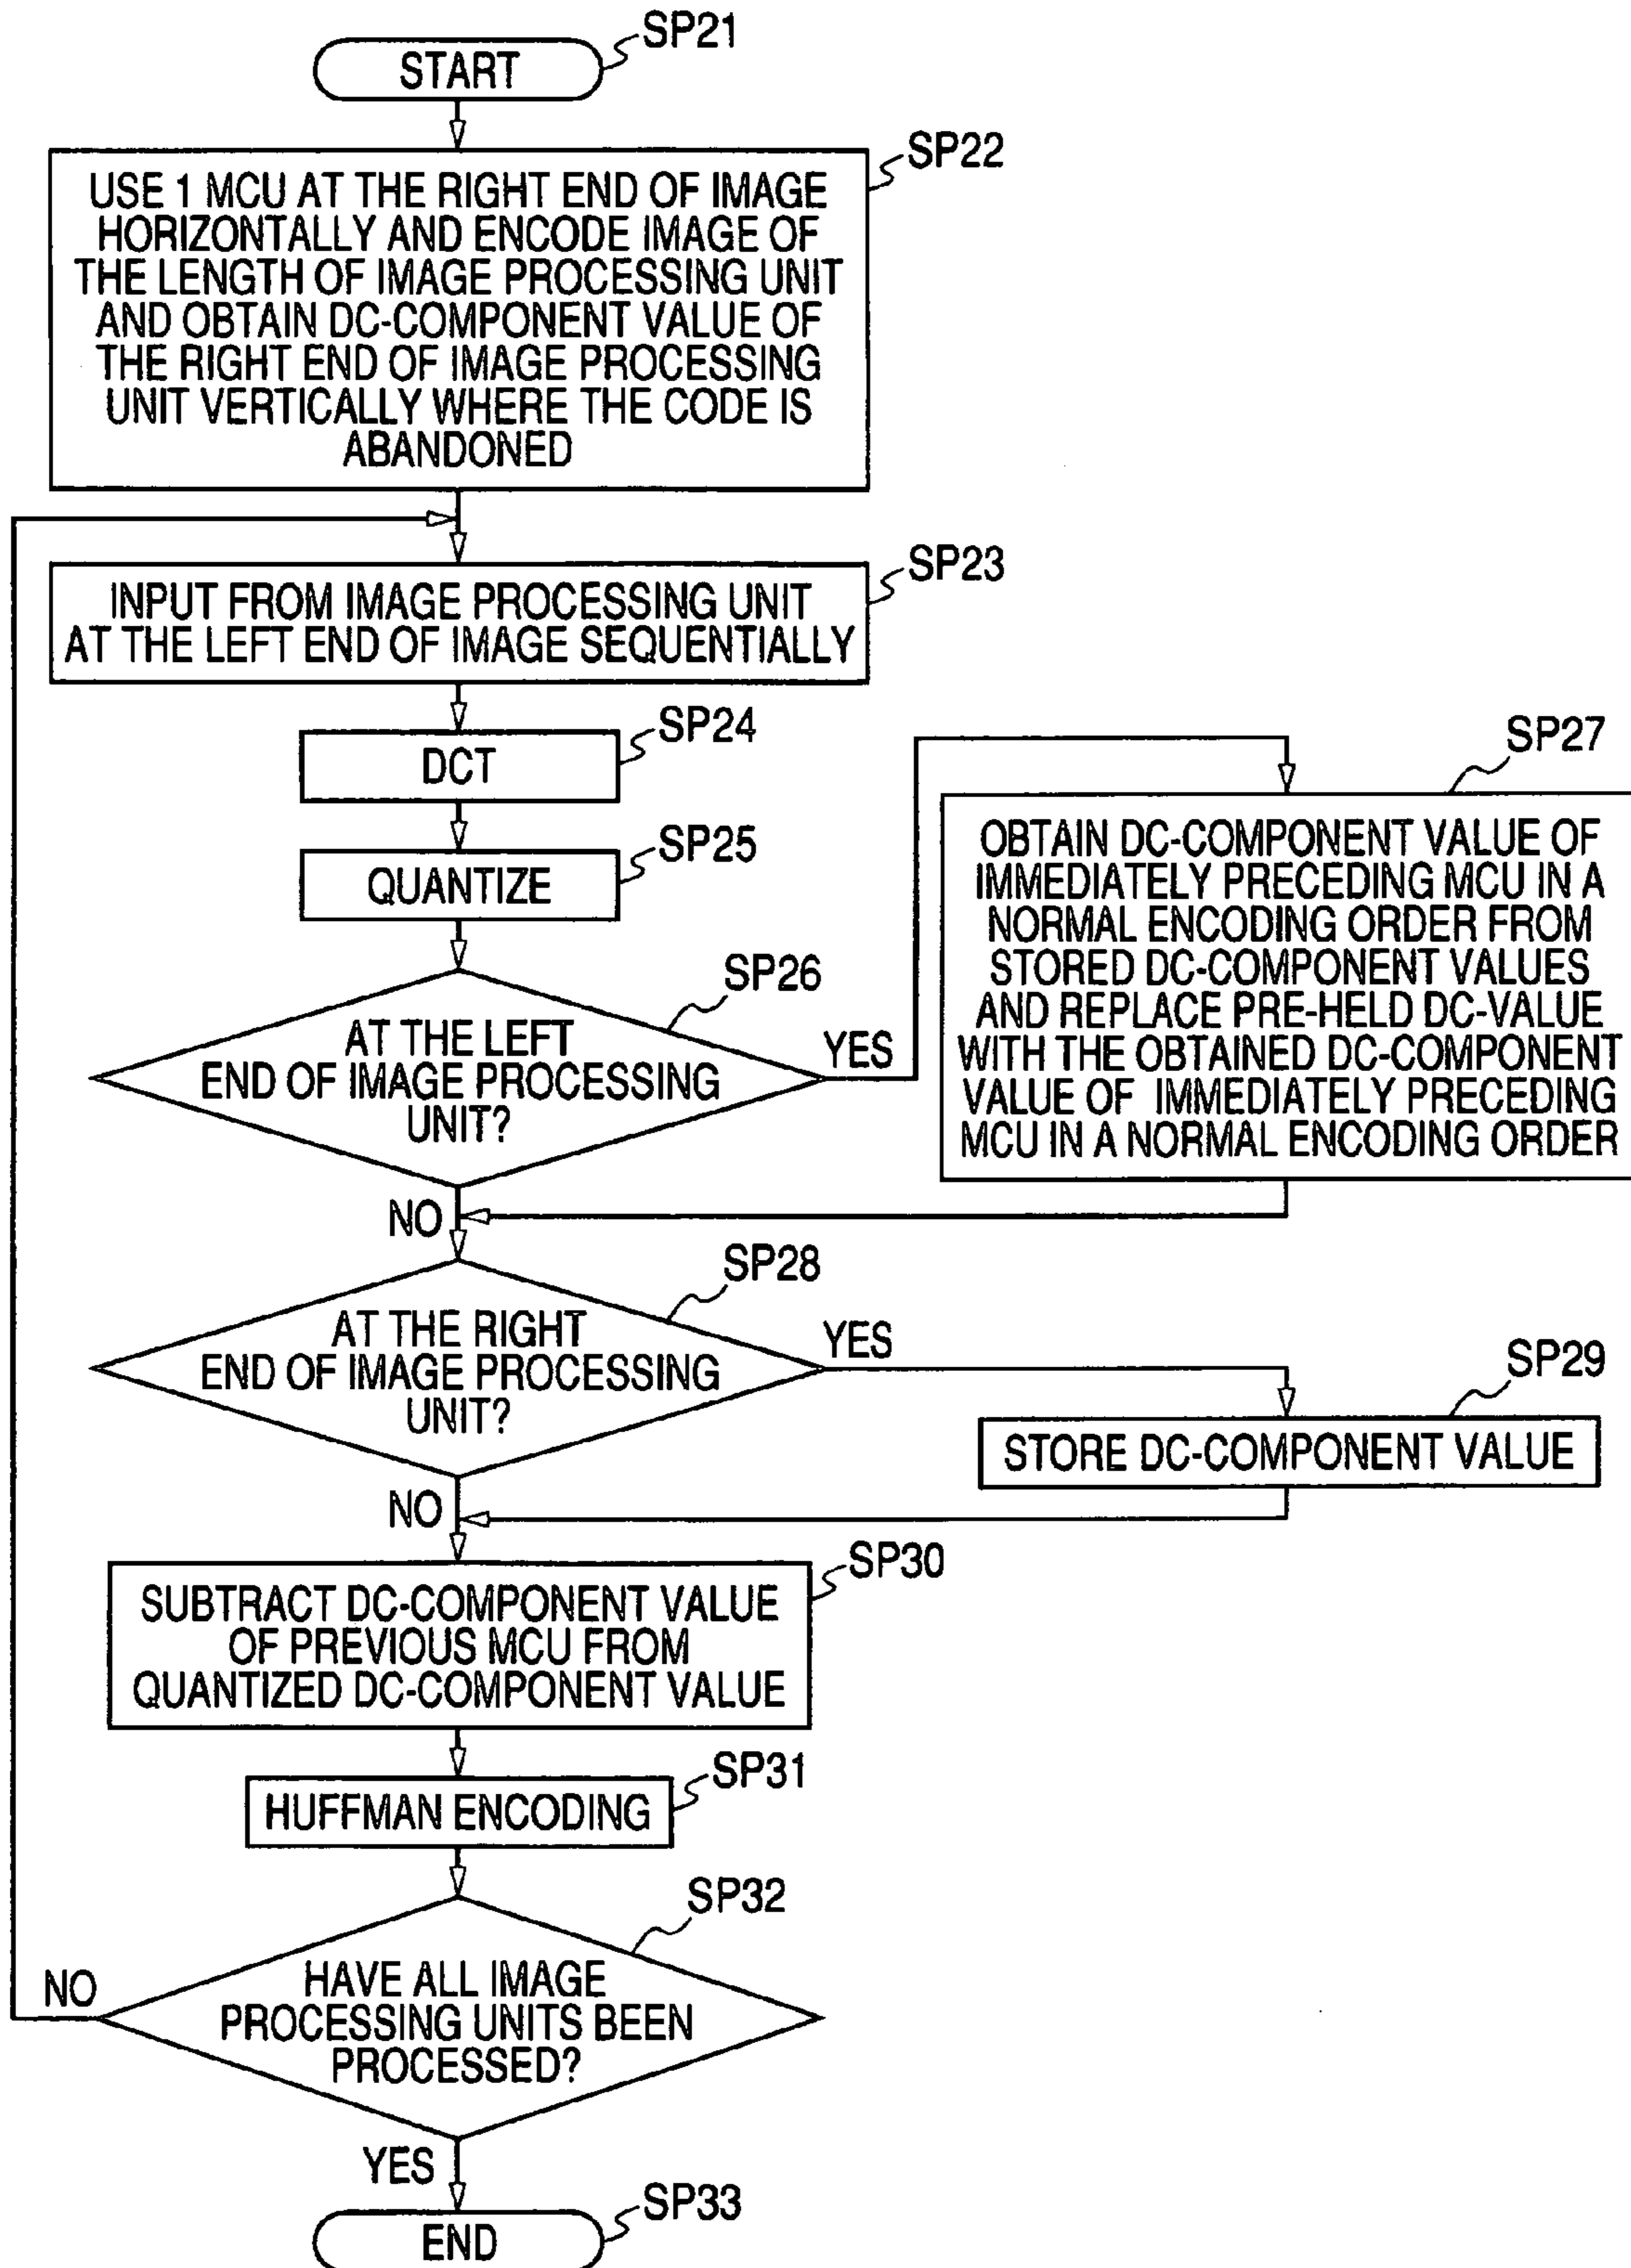 SP21
START
SP22
USE 1 MCU AT THE RIGHT END OF IMAGE
HORIZONTALLY AND ENCODE IMAGE OF
THE LENGTH OF IMAGE PROCESSING UNIT
AND OBTAIN DC-COMPONENT VALUE OF
THE RIGHT END OF IMAGE PROCESSING
UNIT VERTICALLY WHERE THE CODE IS
ABANDONED
SP23
INPUT FROM IMAGE PROCESSING UNIT
AT THE LEFT END OF IMAGE SEQUENTIALLY
SP24
DCT
SP25
QUANTIZE
SP26
AT THE LEFT
END OF IMAGE PROCESSING
UNIT?
YES
NO
SP27
OBTAIN DC-COMPONENT VALUE OF
IMMEDIATELY PRECEDING MCU IN A
NORMAL ENCODING ORDER FROM
STORED DC-COMPONENT VALUES
AND REPLACE PRE-HELD DC-VALUE
WITH THE OBTAINED DC-COMPONENT
VALUE OF IMMEDIATELY PRECEDING
MCU IN A NORMAL ENCODING ORDER
SP28
AT THE RIGHT
END OF IMAGE PROCESSING
UNIT?
YES
NO
SP29
STORE DC-COMPONENT VALUE
SP30
SUBTRACT DC-COMPONENT VALUE
OF PREVIOUS MCU FROM
QUANTIZED DC-COMPONENT VALUE
SP31
HUFFMAN ENCODING
SP32
HAVE ALL IMAGE
PROCESSING UNITS BEEN
PROCESSED?
NO
YES
SP33
END